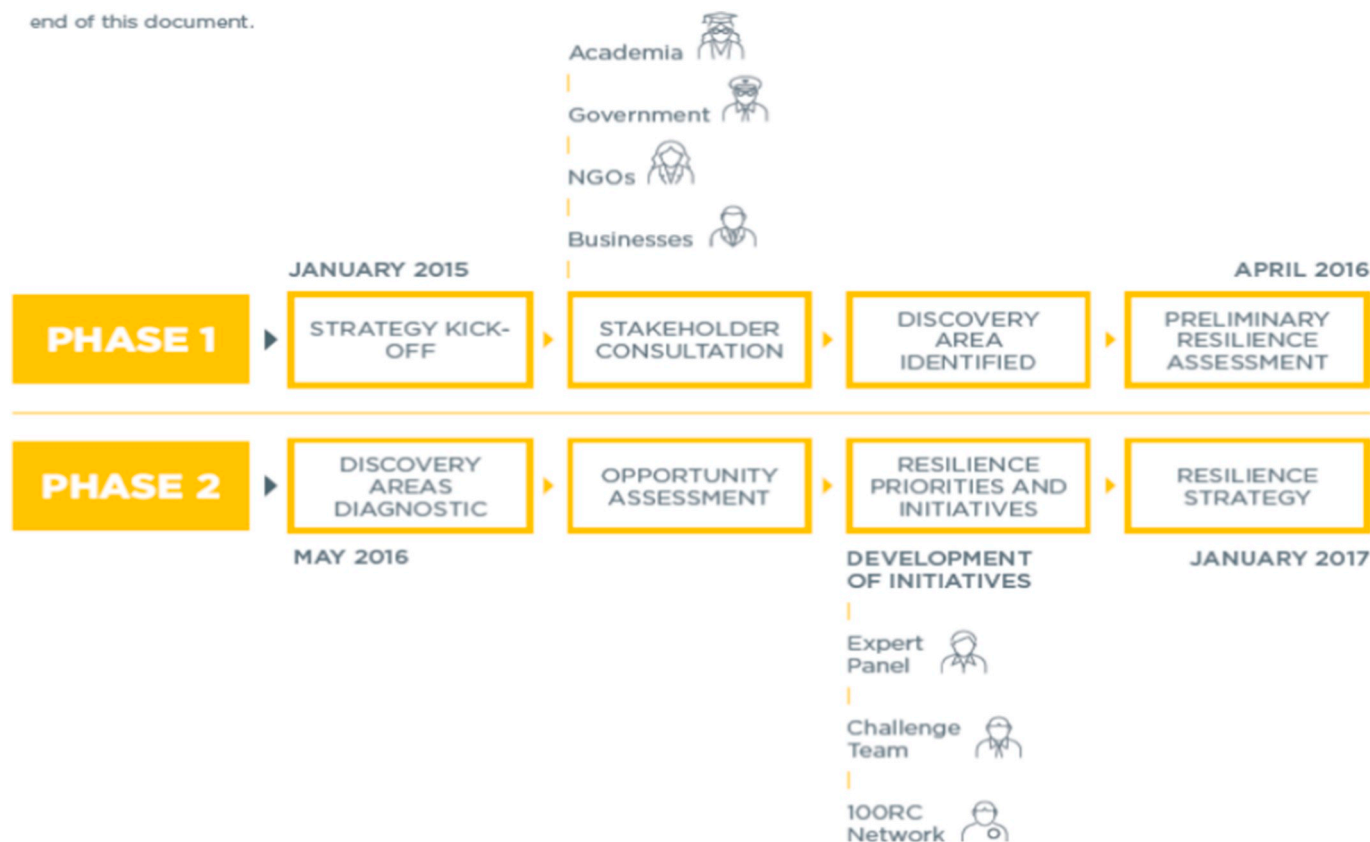 end of this document.
Academia
Government
NGOs
Businesses
JANUARY 2015
APRIL 2016
PHASE 1
STRATEGY KICK-
OFF
STAKEHOLDER
CONSULTATION
DISCOVERY
AREA
IDENTIFIED
PRELIMINARY
RESILIENCE
ASSESSMENT
PHASE 2
DISCOVERY
AREAS
DIAGNOSTIC
OPPORTUNITY
ASSESSMENT
RESILIENCE
PRIORITIES AND
INITIATIVES
RESILIENCE
STRATEGY
MAY 2016
DEVELOPMENT
OF INITIATIVES
JANUARY 2017
Expert
Panel
Challenge
Team
100RC
Network